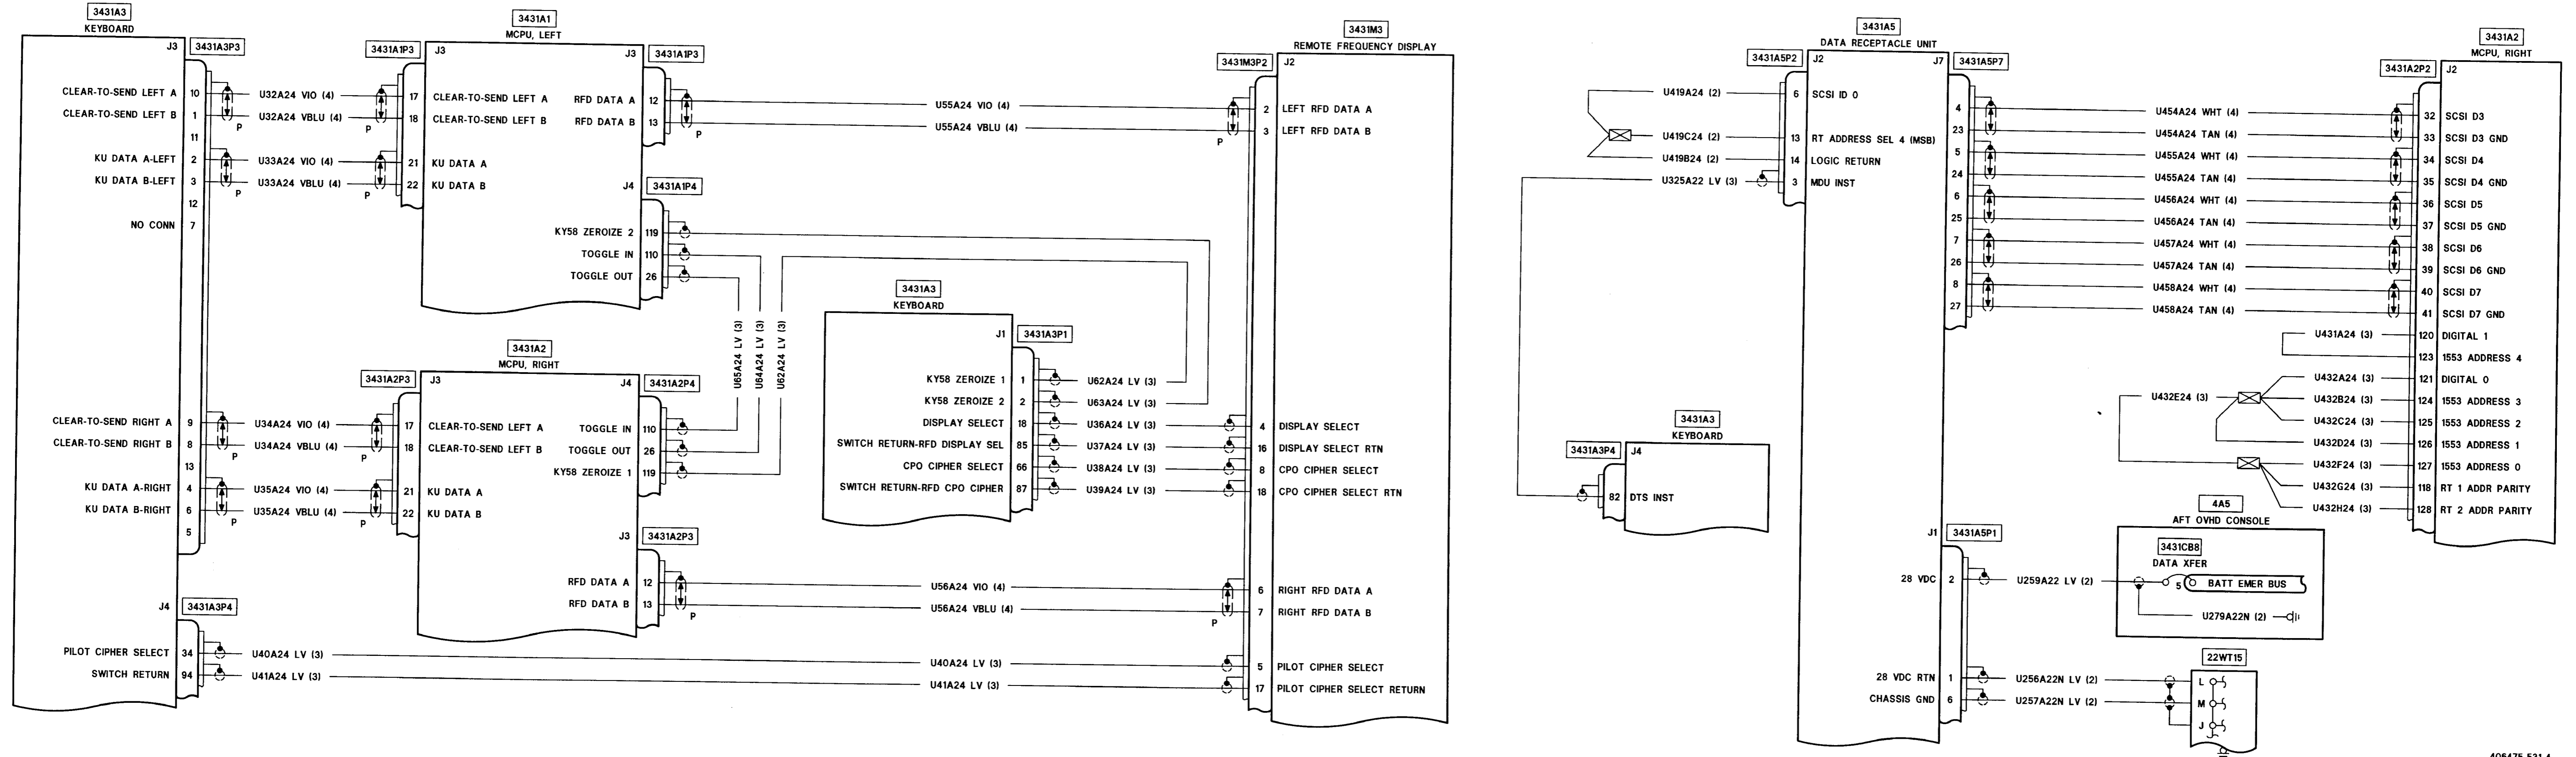 3431A3
KEYBOARD
J3
3431A3P3
CLEAR-TO-SEND LEFT A 10
CLEAR-TO-SEND LEFT B 1
11
KU DATA A-LEFT 2
KU DATA B-LEFT 3
12
NO CONN 7
CLEAR-TO-SEND RIGHT A 9
CLEAR-TO-SEND RIGHT B 8
13
KU DATA A-RIGHT 4
KU DATA B-RIGHT 6
5
J4
3431A3P4
PILOT CIPHER SELECT 34
SWITCH RETURN 94
U32A24 VIO (4)
U32A24 VBLU (4)
P
P
U33A24 VIO (4)
U33A24 VBLU (4)
P
P
U34A24 VIO (4)
U34A24 VBLU (4)
P
P
U35A24 VIO (4)
U35A24 VBLU (4)
P
P
U40A24 LV (3)
U41A24 LV (3)
3431A1
MCPU, LEFT
3431A1P3
J3
J3
3431A1P3
17 CLEAR-TO-SEND LEFT A
18 CLEAR-TO-SEND LEFT B
21 KU DATA A
22 KU DATA B
RFD DATA A 12
RFD DATA B 13
P
J4
3431A1P4
KY58 ZEROIZE 2 119
TOGGLE IN 110
TOGGLE OUT 26
U65A24 LV (3)
U64A24 LV (3)
U62A24 LV (3)
3431A2
MCPU, RIGHT
3431A2P3
J3
J4
3431A2P4
17 CLEAR-TO-SEND LEFT A
18 CLEAR-TO-SEND LEFT B
21 KU DATA A
22 KU DATA B
TOGGLE IN 110
TOGGLE OUT 26
KY58 ZEROIZE 1 119
J3
3431A2P3
RFD DATA A 12
RFD DATA B 13
P
U55A24 VIO (4)
U55A24 VBLU (4)
P
3431A3
KEYBOARD
J1
3431A3P1
KY58 ZEROIZE 1 1 U62A24 LV (3)
KY58 ZEROIZE 2 2 U63A24 LV (3)
DISPLAY SELECT 18 U36A24 LV (3)
SWITCH RETURN-RFD DISPLAY SEL 85 U37A24 LV (3)
CPO CIPHER SELECT 66 U38A24 LV (3)
SWITCH RETURN-RFD CPO CIPHER 87 U39A24 LV (3)
U56A24 VIO (4)
U56A24 VBLU (4)
P
U40A24 LV (3)
U41A24 LV (3)
3431M3
REMOTE FREQUENCY DISPLAY
3431M3P2
J2
2 LEFT RFD DATA A
3 LEFT RFD DATA B
4 DISPLAY SELECT
16 DISPLAY SELECT RTN
8 CPO CIPHER SELECT
18 CPO CIPHER SELECT RTN
6 RIGHT RFD DATA A
7 RIGHT RFD DATA B
5 PILOT CIPHER SELECT
17 PILOT CIPHER SELECT RETURN
3431A5
DATA RECEPTACLE UNIT
3431A5P2
J2
J7
3431A5P7
U419A24 (2) 6 SCSI ID 0
U419C24 (2) 13 RT ADDRESS SEL 4 (MSB)
U419B24 (2) 14 LOGIC RETURN
U325A22 LV (3) 3 MDU INST
3431A3
KEYBOARD
3431A3P4
J4
82 DTS INST
4
23
5
24
6
25
7
26
8
27
U454A24 WHT (4)
U454A24 TAN (4)
U455A24 WHT (4)
U455A24 TAN (4)
U456A24 WHT (4)
U456A24 TAN (4)
U457A24 WHT (4)
U457A24 TAN (4)
U458A24 WHT (4)
U458A24 TAN (4)
3431A2
MCPU, RIGHT
3431A2P2
J2
32 SCSI D3
33 SCSI D3 GND
34 SCSI D4
35 SCSI D4 GND
36 SCSI D5
37 SCSI D5 GND
38 SCSI D6
39 SCSI D6 GND
40 SCSI D7
41 SCSI D7 GND
U431A24 (3) 120 DIGITAL 1
123 1553 ADDRESS 4
U432A24 (3) 121 DIGITAL 0
U432E24 (3)
U432B24 (3) 124 1553 ADDRESS 3
U432C24 (3) 125 1553 ADDRESS 2
U432D24 (3) 126 1553 ADDRESS 1
U432F24 (3) 127 1553 ADDRESS 0
U432G24 (3) 118 RT 1 ADDR PARITY
U432H24 (3) 128 RT 2 ADDR PARITY
J1
3431A5P1
28 VDC 2 U259A22 LV (2)
4A5
AFT OVHD CONSOLE
3431CB8
DATA XFER
5
BATT EMER BUS
U279A22N (2)
28 VDC RTN 1 U256A22N LV (2)
CHASSIS GND 6 U257A22N LV (2)
22WT15
L
M
J